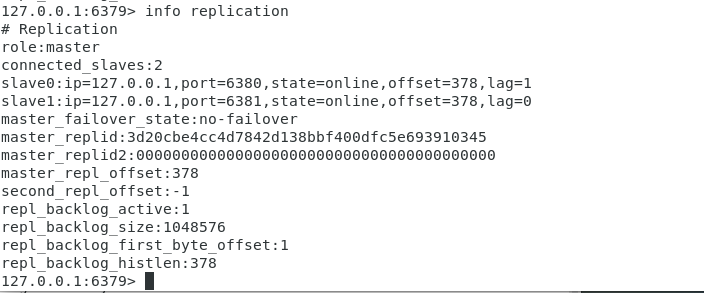 127.0.0.1:6379> info replication
# Replication
role:master
connected_slaves:2
slave0:ip=127.0.0.1,port=6380,state=online,offset=378,lag=1
slave1:ip=127.0.0.1,port=6381,state=online,offset=378,lag=0
master_failover_state:no-failover
master_replid:3d20cbe4cc4d7842d138bbf400dfc5e693910345
master_replid2:0000000000000000000000000000000000000000
master_repl_offset:378
second_repl_offset:-1
repl_backlog_active:1
repl_backlog_size:1048576
repl_backlog_first_byte_offset:1
repl_backlog_histlen:378
127.0.0.1:6379>